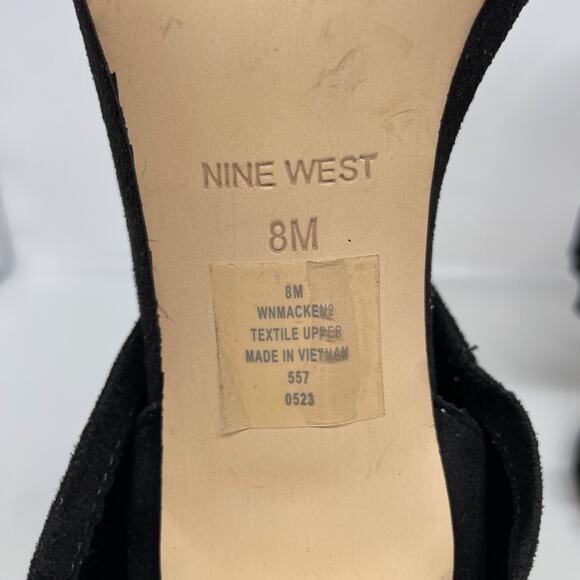 NINE WEST
8M
8M
WNMACKEN2
TEXTILE UPPER
MADE IN VIETNAM
557
0523